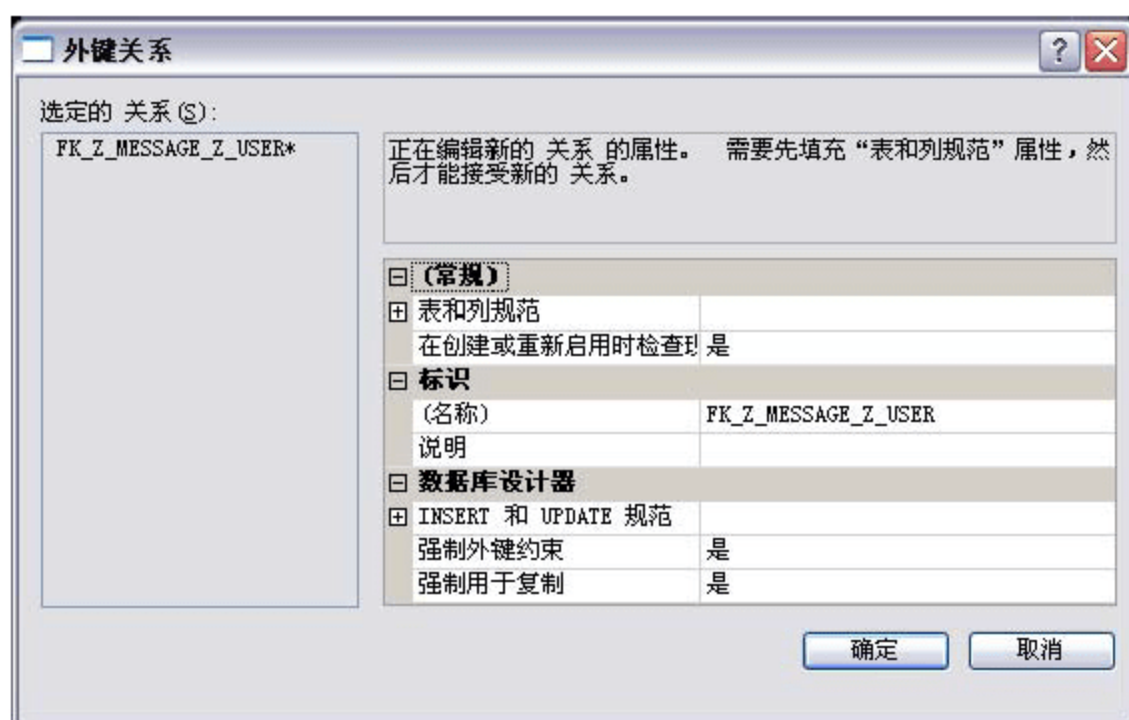 外键关系
选定的 关系(S):
FK_Z_MESSAGE_Z_USER*
正在编辑新的 关系 的属性。 需要先填充“表和列规范”属性，然
后才能接受新的 关系。
(常规)
表和列规范
在创建或重新启用时检查 是
标识
(名称) FK_Z_MESSAGE_Z_USER
说明
数据库设计器
INSERT 和 UPDATE 规范
强制外键约束 是
强制用于复制 是
确定 取消